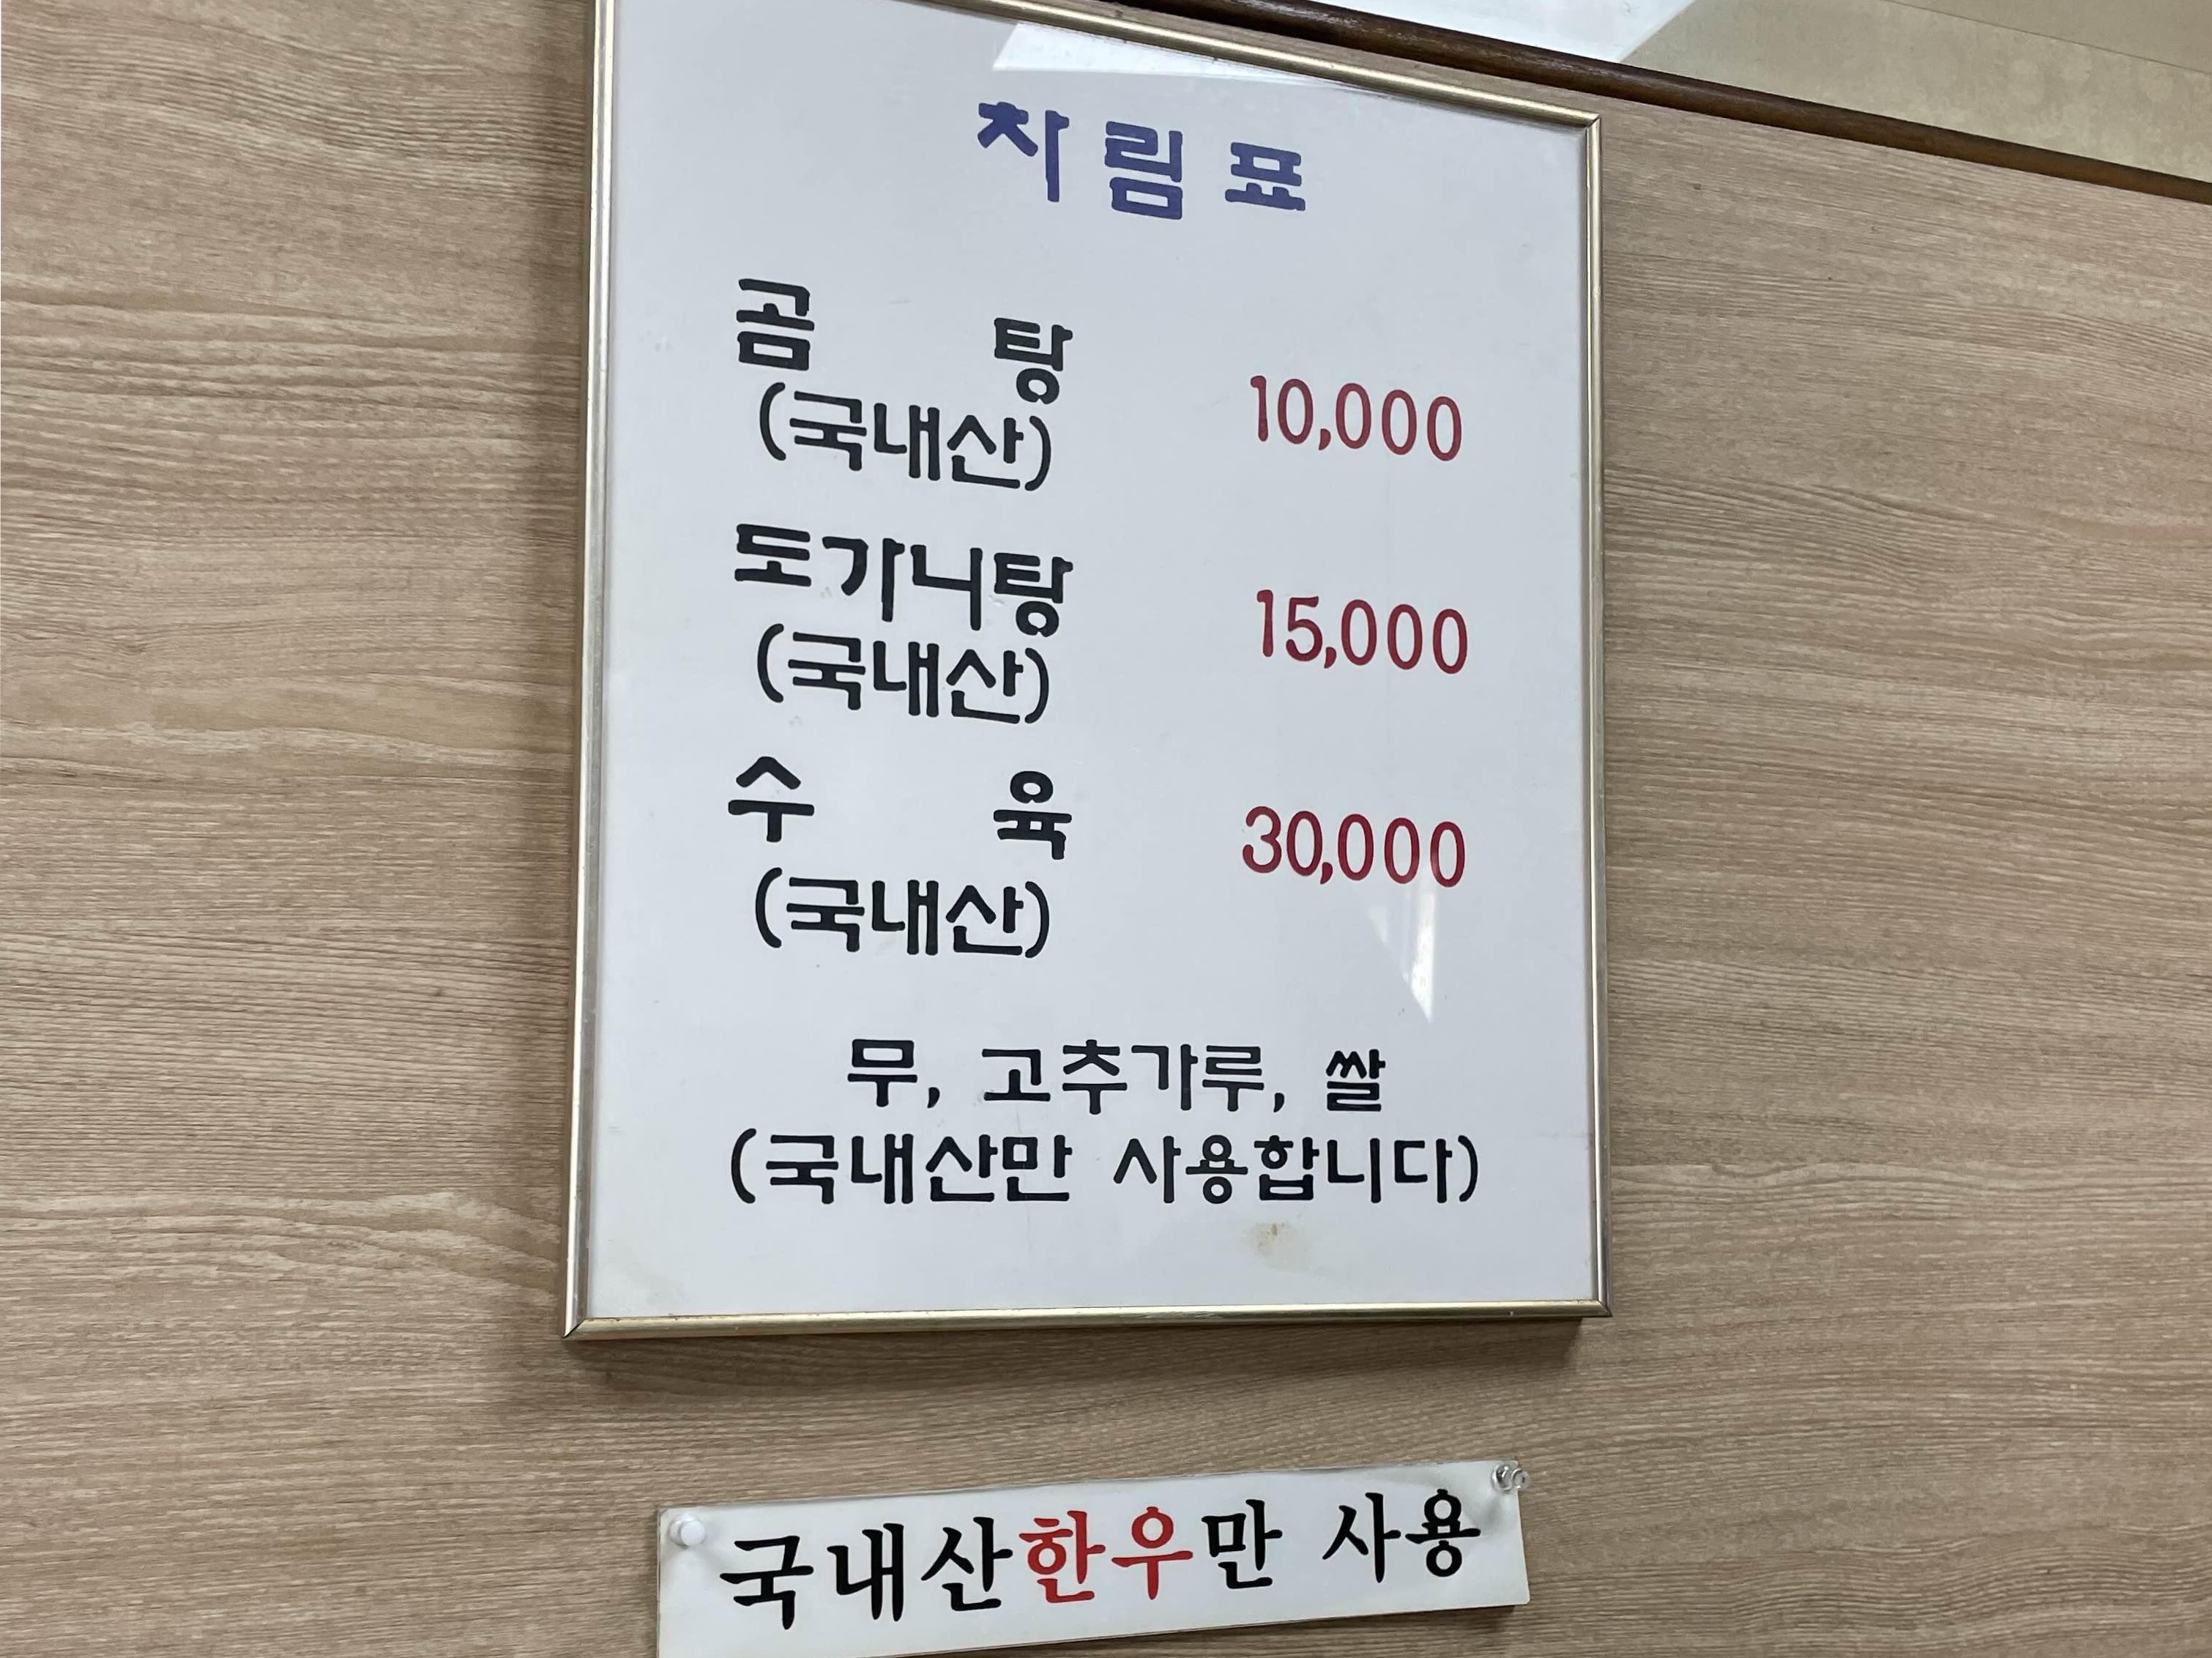 차림표
곰탕
(국내산)
10,000
도가니탕
(국내산)
15,000
수육
(국내산)
30,000
무, 고추가루, 쌀
(국내산만 사용합니다)
국내산한우만 사용